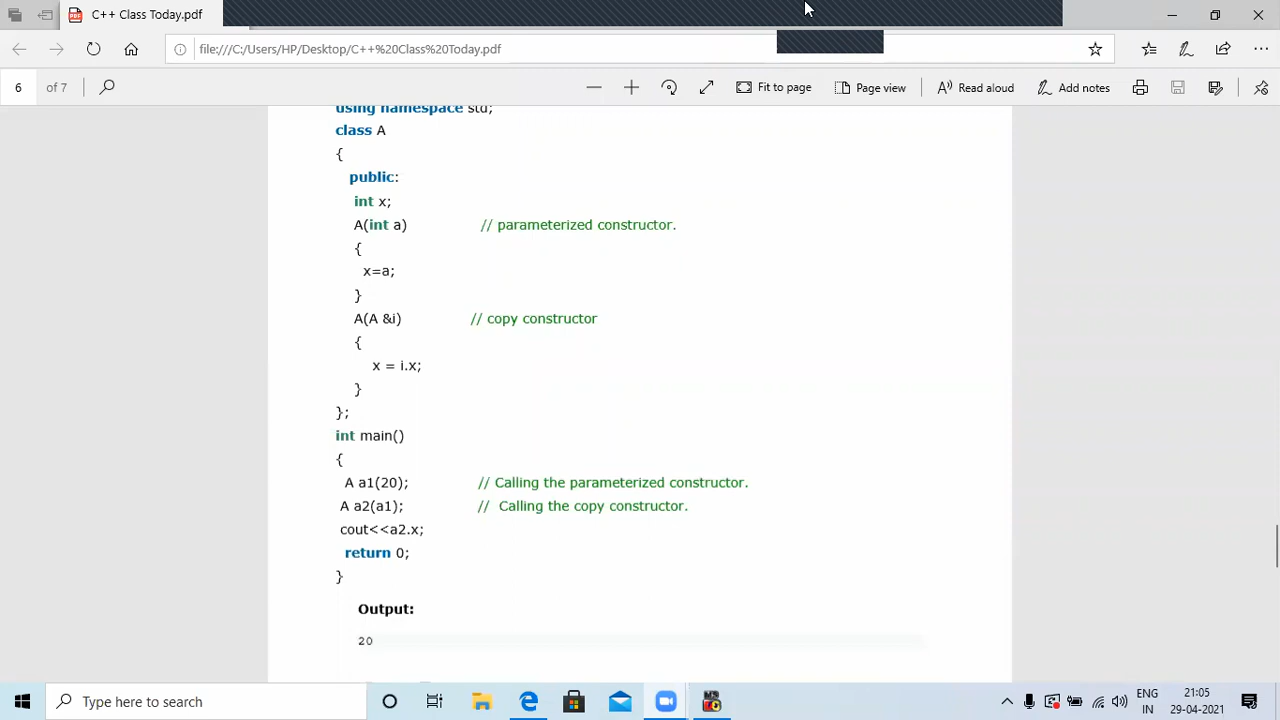 C++ Class Today.pdf
file:///C:/Users/HP/Desktop/C++%20Class%20Today.pdf
6 of 7 Fit to page Page view Read aloud Add notes
using namespace std;
class A
{
public:
int x;
A(int a) // parameterized constructor.
{
x=a;
}
A(A &i) // copy constructor
{
x = i.x;
}
};
int main()
{
A a1(20); // Calling the parameterized constructor.
A a2(a1); // Calling the copy constructor.
cout<<a2.x;
return 0;
}
Output:
20
Type here to search
ENG 21:05
IN 29-04-2021